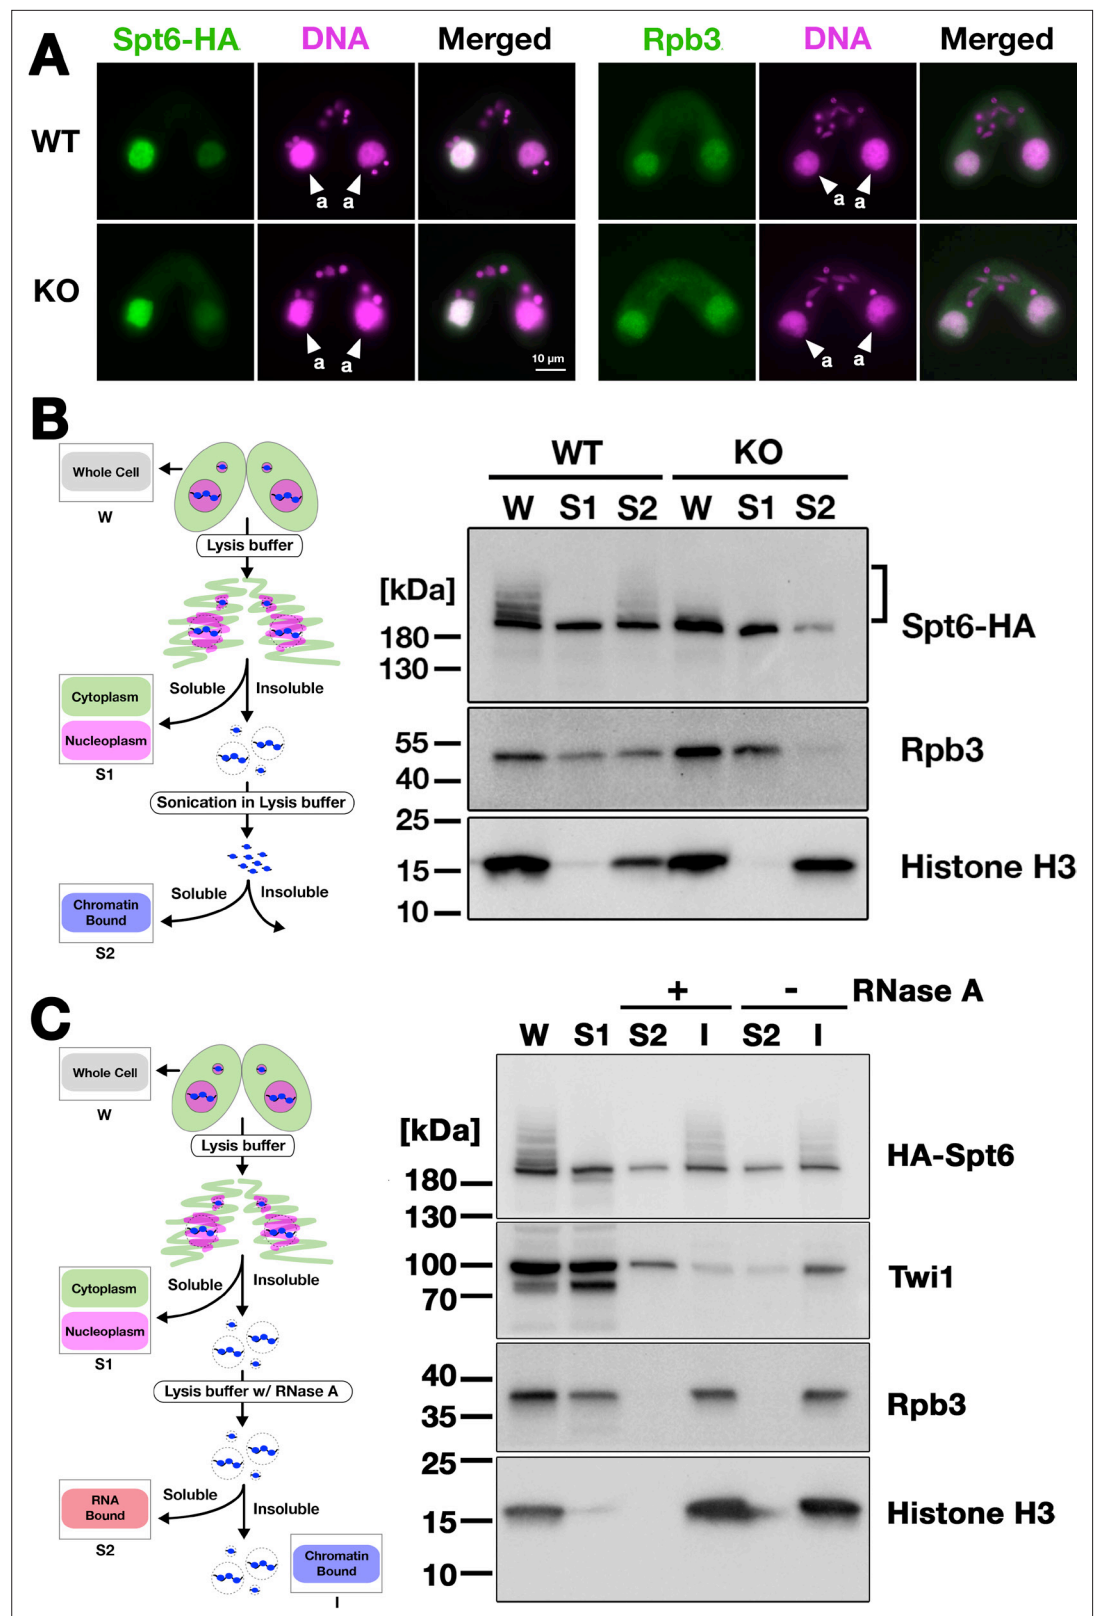 A
Spt6-HA DNA Merged Rpb3 DNA Merged
WT
a a a a
KO
a a a a
10 µm
B
Whole Cell
W
Lysis buffer
Soluble Insoluble
Cytoplasm
Nucleoplasm
S1
Sonication in Lysis buffer
Soluble Insoluble
Chromatin
Bound
S2
WT KO
W S1 S2 W S1 S2
[kDa]
180
130
Spt6-HA
55
40
Rpb3
25
15
10
Histone H3
C
Whole Cell
W
Lysis buffer
Soluble Insoluble
Cytoplasm
Nucleoplasm
S1
Lysis buffer w/ RNase A
Soluble Insoluble
RNA
Bound
S2
Chromatin
Bound
I
+ - RNase A
W S1 S2 I S2 I
[kDa]
180
130
HA-Spt6
100
70
Twi1
40
35
Rpb3
25
15
10
Histone H3